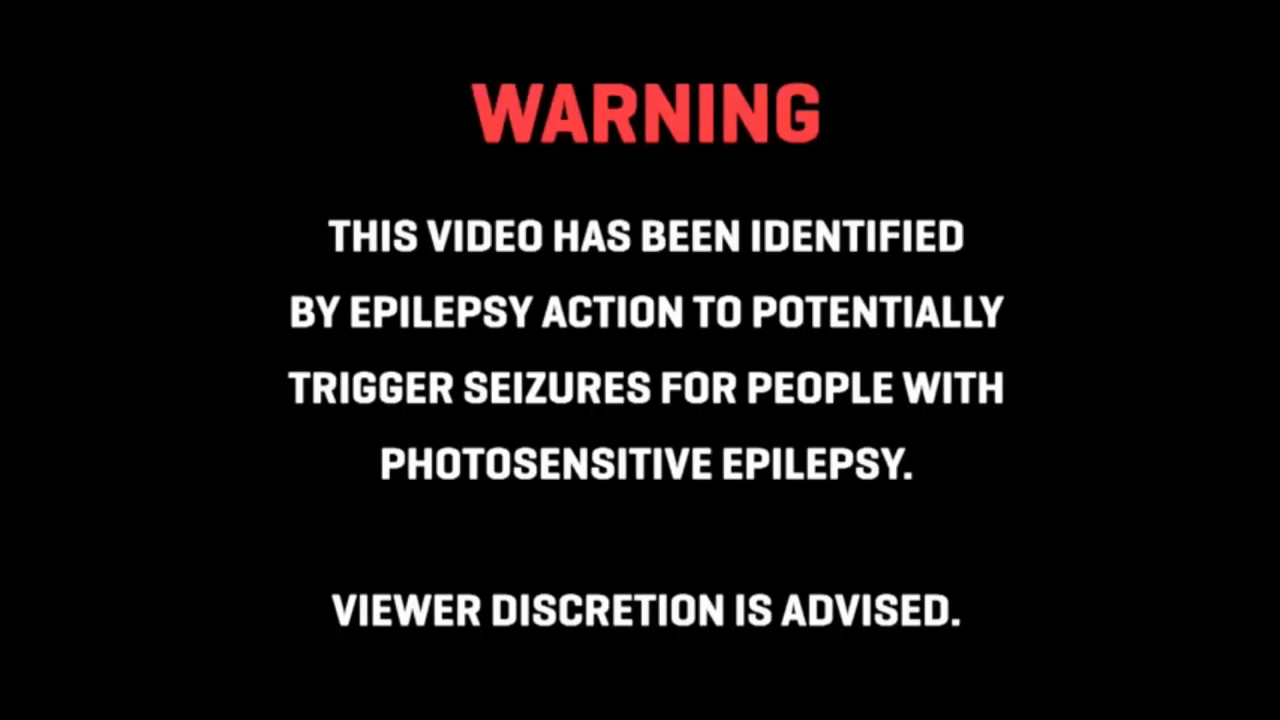 WARNING
THIS VIDEO HAS BEEN IDENTIFIED
BY EPILEPSY ACTION TO POTENTIALLY
TRIGGER SEIZURES FOR PEOPLE WITH
PHOTOSENSITIVE EPILEPSY.
VIEWER DISCRETION IS ADVISED.